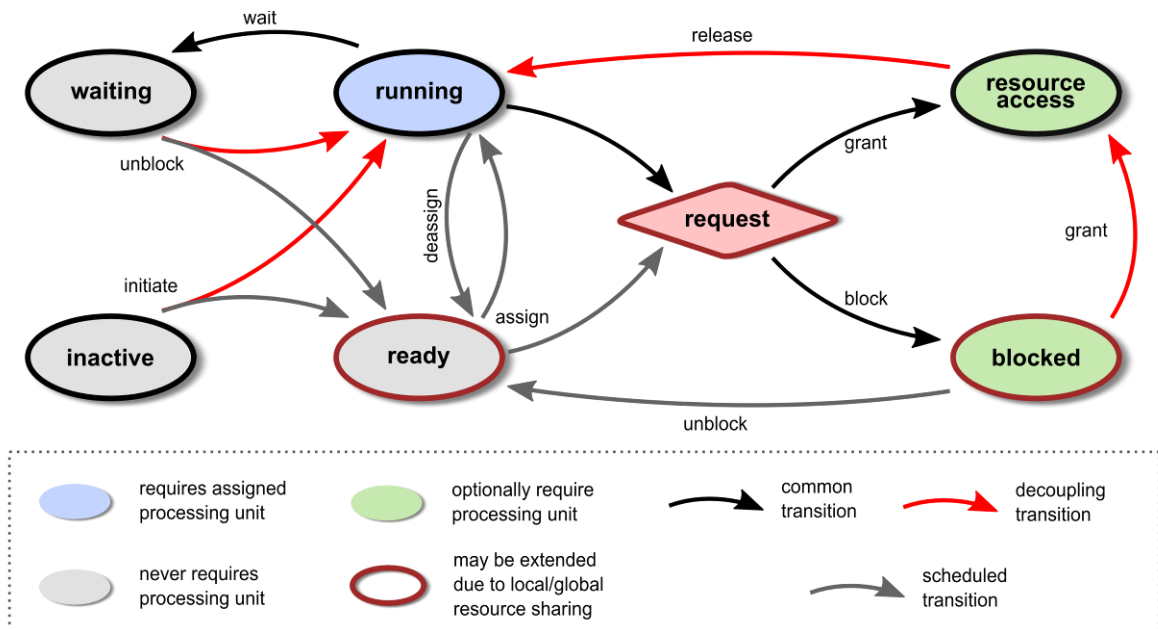 wait
release
waiting
running
resource
access
unblock
grant
deassign
request
grant
initiate
assign
block
inactive
ready
blocked
unblock
requires assigned
processing unit
optionally require
processing unit
common
transition
decoupling
transition
never requires
processing unit
may be extended
due to local/global
resource sharing
scheduled
transition